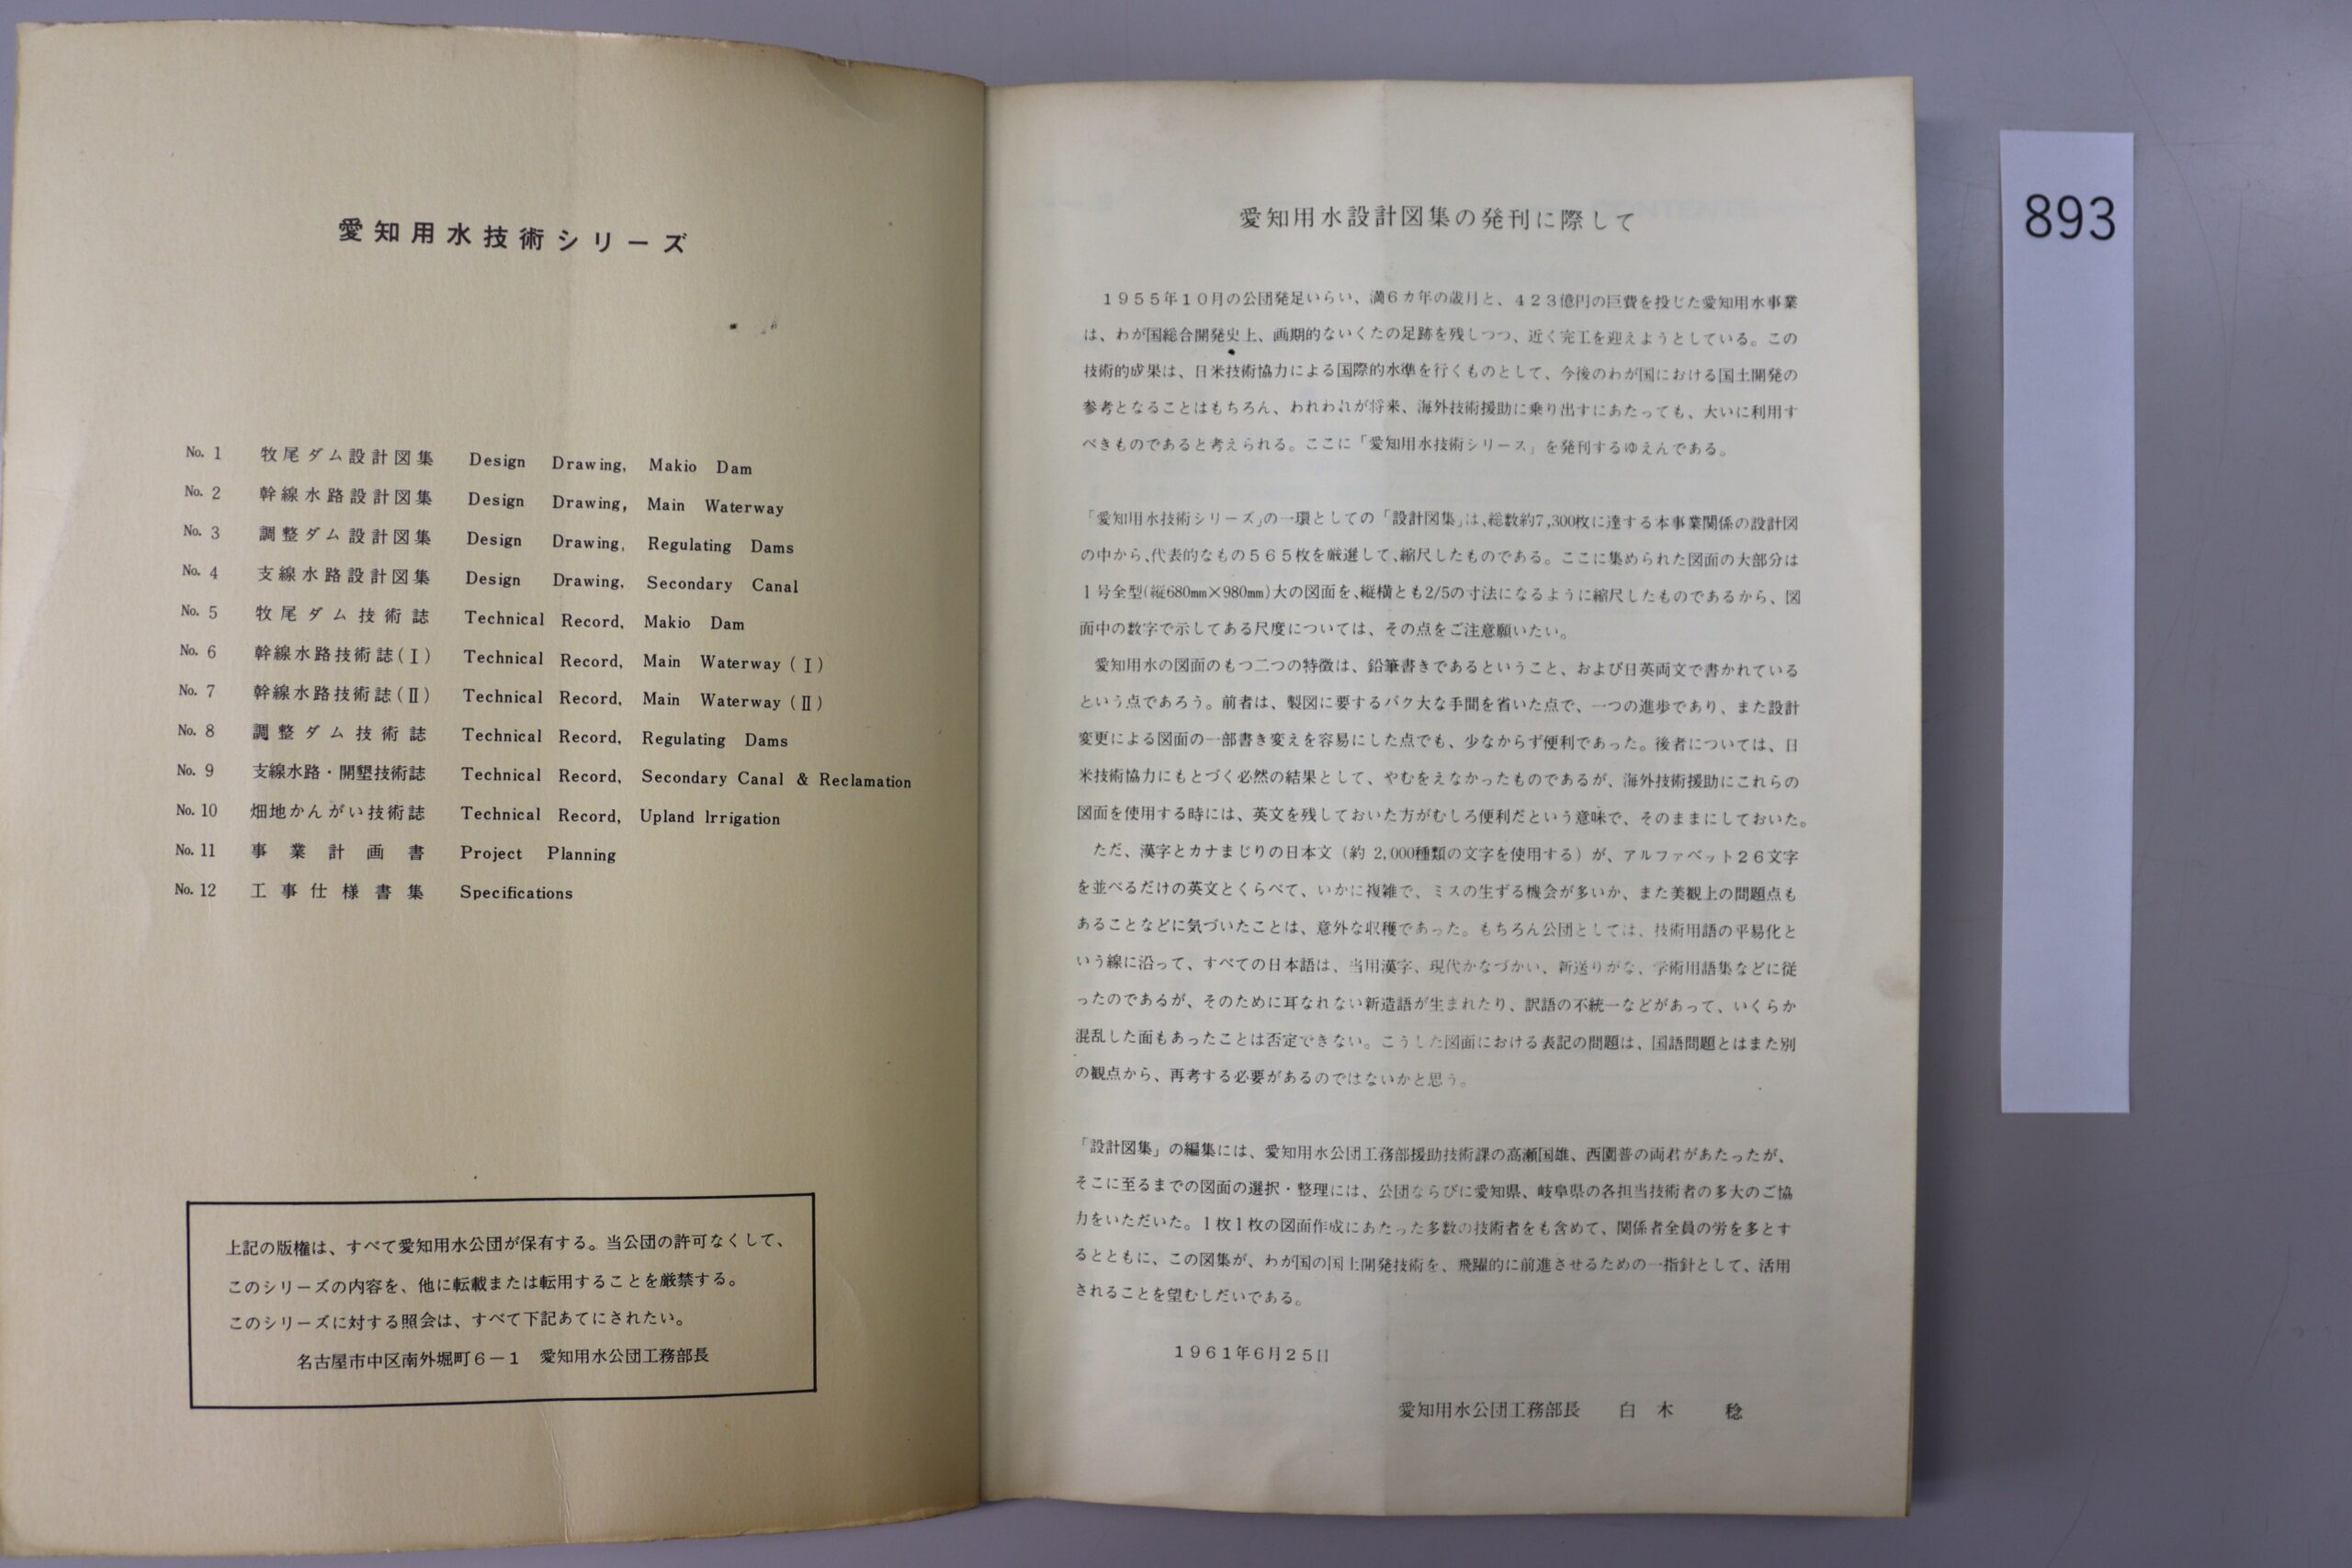 愛知用水技術シリーズ
No. 1 牧尾ダム設計図集 Design Drawing, Makio Dam
No. 2 幹線水路設計図集 Design Drawing, Main Waterway
No. 3 調整ダム設計図集 Design Drawing, Regulating Dams
No. 4 支線水路設計図集 Design Drawing, Secondary Canal
No. 5 牧尾ダム技術誌 Technical Record, Makio Dam
No. 6 幹線水路技術誌(Ⅰ) Technical Record, Main Waterway (Ⅰ)
No. 7 幹線水路技術誌(Ⅱ) Technical Record, Main Waterway (Ⅱ)
No. 8 調整ダム技術誌 Technical Record, Regulating Dams
No. 9 支線水路・開墾技術誌 Technical Record, Secondary Canal & Reclamation
No. 10 畑地かんがい技術誌 Technical Record, Upland Irrigation
No. 11 事業計画書 Project Planning
No. 12 工事仕様書集 Specifications
上記の版権は、すべて愛知用水公団が保有する。当公団の許可なくして、
このシリーズの内容を、他に転載または転用することを厳禁する。
このシリーズに対する照会は、すべて下記あてにされたい。
名古屋市中区南外堀町6-1 愛知用水公団工務部長
愛知用水設計図集の発刊に際して
1955年10月の公団発足いらい、満6カ年の歳月と、423億円の巨費を投じた愛知用水事業
は、わが国総合開発史上、画期的ないくたの足跡を残しつつ、近く完工を迎えようとしている。この
技術的成果は、日米技術協力による国際的水準を行くものとして、今後のわが国における国土開発の
参考となることはもちろん、われわれが将来、海外技術援助に乗り出すにあたっても、大いに利用す
べきものであると考えられる。ここに「愛知用水技術シリーズ」を発刊するゆえんである。
「愛知用水技術シリーズ」の一環としての「設計図集」は、総数約7,300枚に達する本事業関係の設計図
の中から、代表的なもの565枚を厳選して、縮尺したものである。ここに集められた図面の大部分は
1号全型(縦680mm×980mm)大の図面を、縦横とも2/5の寸法になるように縮尺したものであるから、図
面中の数字で示してある尺度については、その点をご注意願いたい。
愛知用水の図面のもつ二つの特徴は、鉛筆書きであるということ、および日英両文で書かれている
という点であろう。前者は、製図に要するバク大な手間を省いた点で、一つの進歩であり、また設計
変更による図面の一部書き変えを容易にした点でも、少なからず便利であった。後者については、日
米技術協力にもとづく必然の結果として、やむをえなかったものであるが、海外技術援助にこれらの
図面を使用する時には、英文を残しておいた方がむしろ便利だという意味で、そのままにしておいた。
ただ、漢字とカナまじりの日本文（約 2,000種類の文字を使用する）が、アルファベット26文字
を並べるだけの英文とくらべて、いかに複雑で、ミスの生ずる機会が多いか、また美観上の問題点も
あることなどに気づいたことは、意外な収穫であった。もちろん公団としては、技術用語の平易化と
いう線に沿って、すべての日本語は、当用漢字、現代かなづかい、新送りがな、学術用語集などに従
ったのであるが、そのために耳なれない新造語が生まれたり、訳語の不統一などがあって、いくらか
混乱した面もあったことは否定できない。こうした図面における表記の問題は、国語問題とはまた別
の観点から、再考する必要があるのではないかと思う。
「設計図集」の編集には、愛知用水公団工務部援助技術課の高瀬国雄、西園普の両君があたったが、
そこに至るまでの図面の選択・整理には、公団ならびに愛知県、岐阜県の各担当技術者の多大のご協
力をいただいた。1枚1枚の図面作成にあたった多数の技術者をも含めて、関係者全員の労を多とす
るとともに、この図集が、わが国の国土開発技術を、飛躍的に前進させるための一指針として、活用
されることを望むしだいである。
1961年6月25日
愛知用水公団工務部長 白木 稔
893